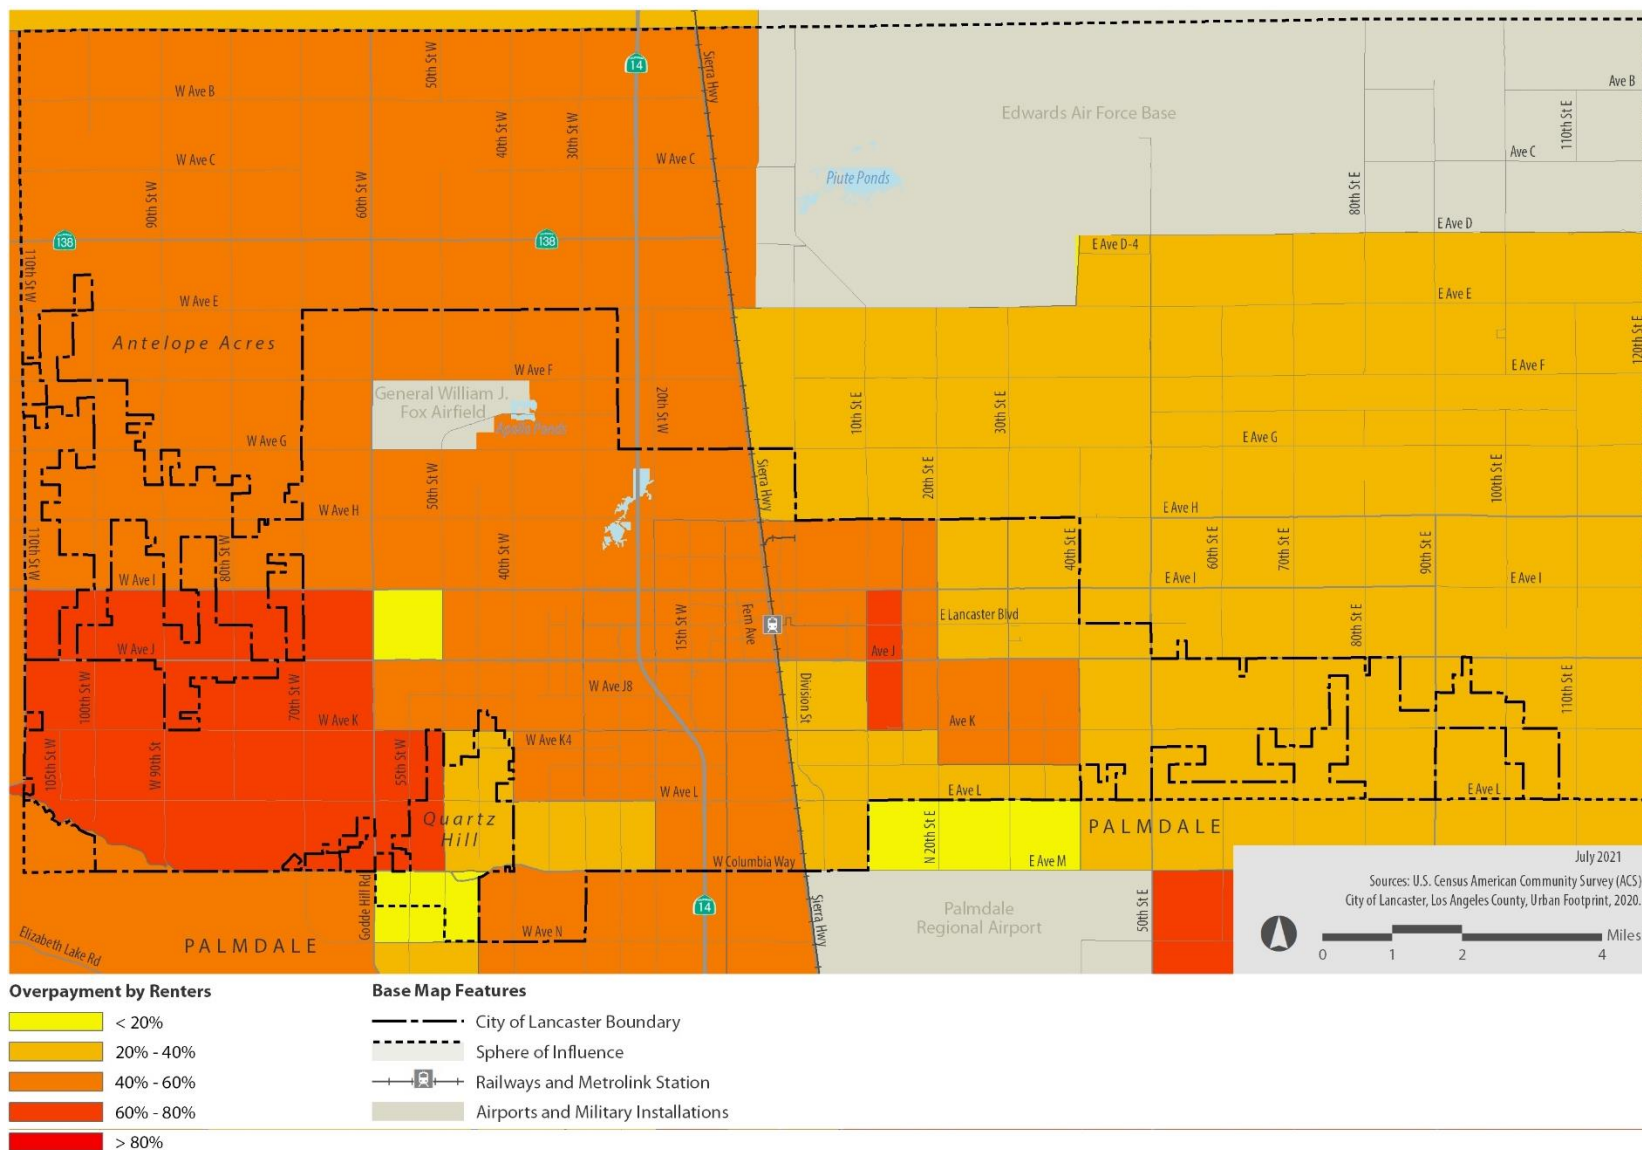 14
Sierra Hwy
50th St W
W Ave B
Ave B
Edwards Air Force Base
110th St E
40th St W
30th St W
W Ave C
W Ave C
Ave C
Piute Ponds
90th St W
60th St W
80th St E
138
138
E Ave D
E Ave D-4
110th St W
W Ave E
E Ave E
Antelope Acres
120th St E
W Ave F
E Ave F
General William J.
Fox Airfield
Apollo Ponds
20th St W
10th St E
30th St E
W Ave G
E Ave G
50th St W
Sierra Hwy
20th St E
100th St E
W Ave H
E Ave H
110th St W
80th St W
40th St W
40th St E
60th St E
70th St E
90th St E
W Ave I
E Ave I
E Ave I
15th St W
Fern Ave
E Lancaster Blvd
80th St E
W Ave J
Ave J
100th St W
70th St W
W Ave J8
Division St
110th St E
W Ave K
Ave K
105th St W
W 90th St
55th St W
W Ave K4
W Ave L
E Ave L
E Ave L
Quartz
Hill
N 20th St E
PALMDALE
W Columbia Way
E Ave M
July 2021
Sources: U.S. Census American Community Survey (ACS)
City of Lancaster, Los Angeles County, Urban Footprint, 2020.
Godde Hill Rd
14
Sierra Hwy
Palmdale
Regional Airport
50th St E
W Ave N
Elizabeth Lake Rd
PALMDALE
Miles
0 1 2 4
Overpayment by Renters
< 20%
20% - 40%
40% - 60%
60% - 80%
> 80%
Base Map Features
City of Lancaster Boundary
Sphere of Influence
Railways and Metrolink Station
Airports and Military Installations